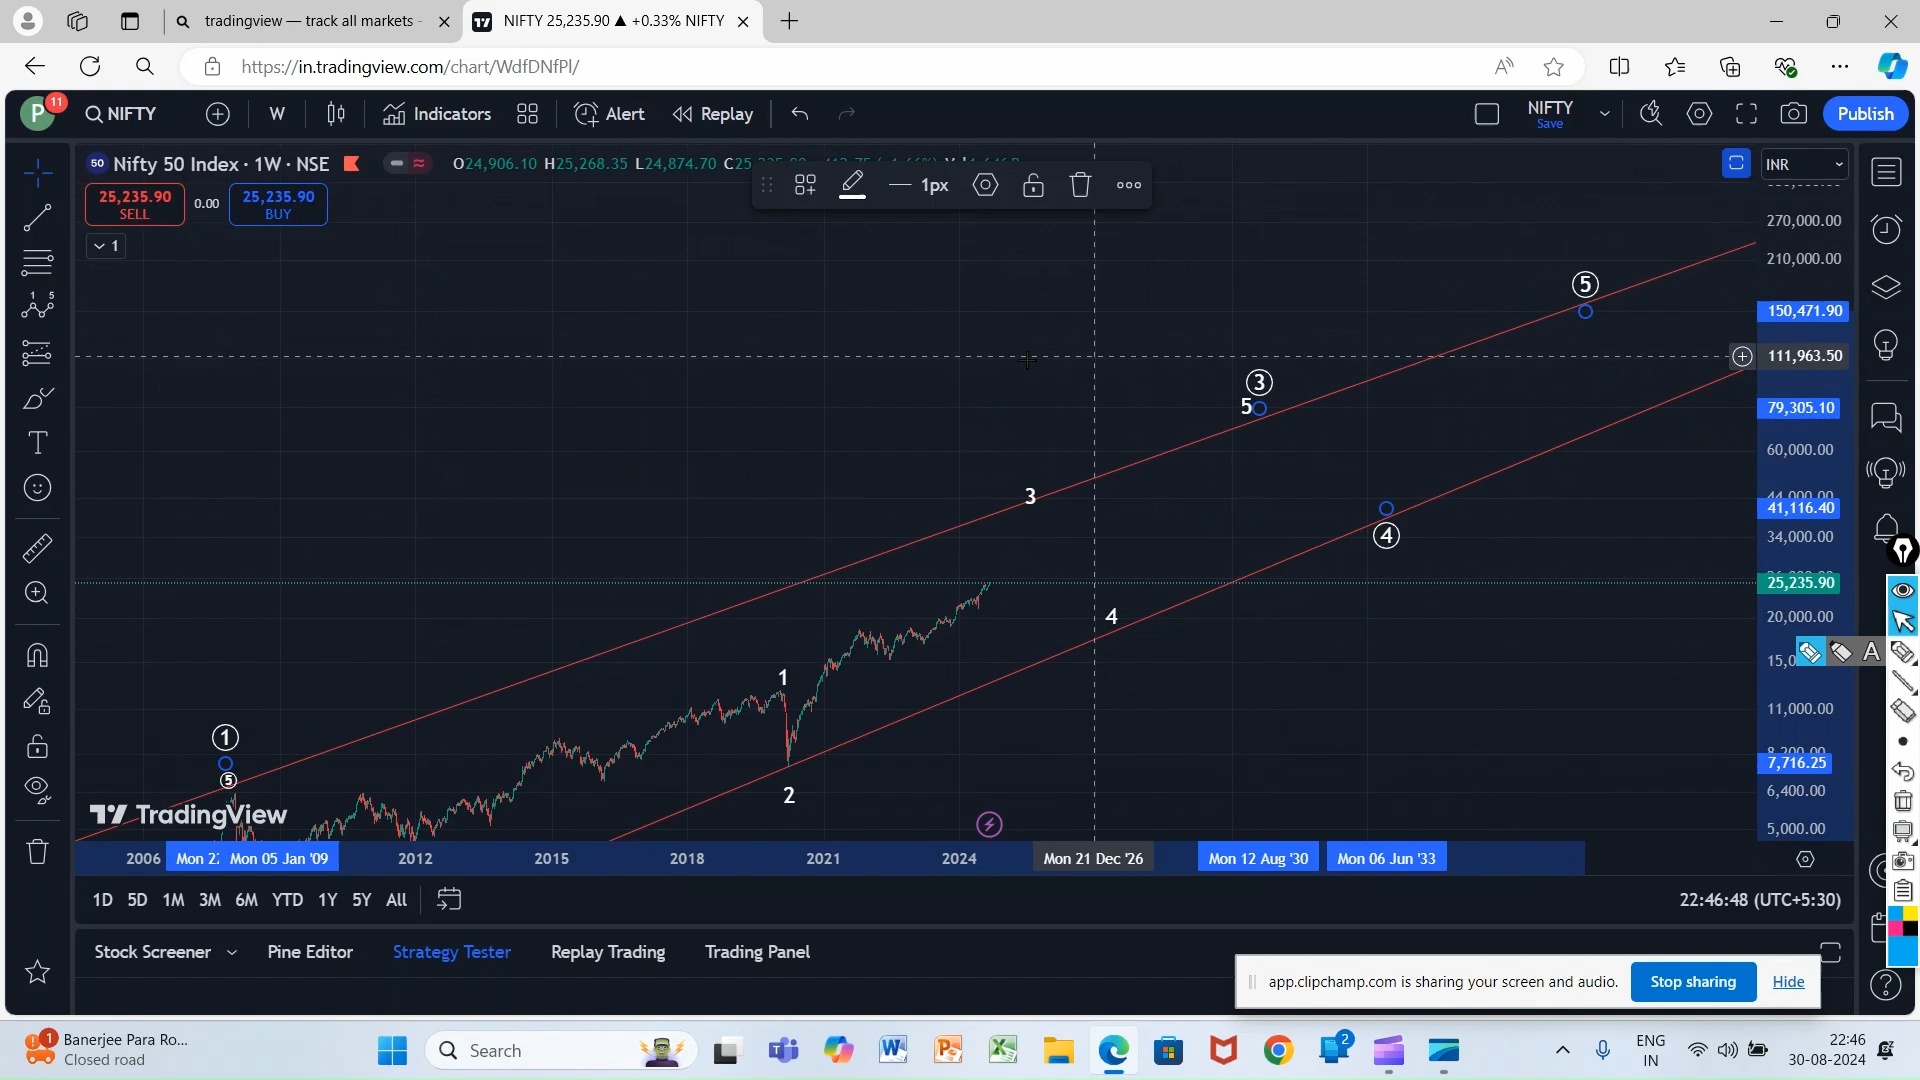 tradingview — track all markets -
NIFTY 25,235.90 ▲ +0.33% NIFTY
https://in.tradingview.com/chart/WdfDNfPl/
P
11
NIFTY
W
Indicators
Alert
Replay
NIFTY
Save
Publish
50 Nifty 50 Index · 1W · NSE
O24,906.10 H25,268.35 L24,874.70
INR
25,235.90
SELL
0.00
25,235.90
BUY
1px
1
270,000.00
210,000.00
150,471.90
111,963.50
79,305.10
60,000.00
41,116.40
34,000.00
25,235.90
20,000.00
11,000.00
7,716.25
6,400.00
5,000.00
5
3
5
3
4
4
1
1
5
2
TradingView
2006
Mon 05 Jan '09
2012
2015
2018
2021
2024
Mon 21 Dec '26
Mon 12 Aug '30
Mon 06 Jun '33
1D 5D 1M 3M 6M YTD 1Y 5Y All
22:46:48 (UTC+5:30)
Stock Screener
Pine Editor
Strategy Tester
Replay Trading
Trading Panel
app.clipchamp.com is sharing your screen and audio.
Stop sharing
Hide
Banerjee Para Ro...
Closed road
Search
ENG
IN
22:46
30-08-2024